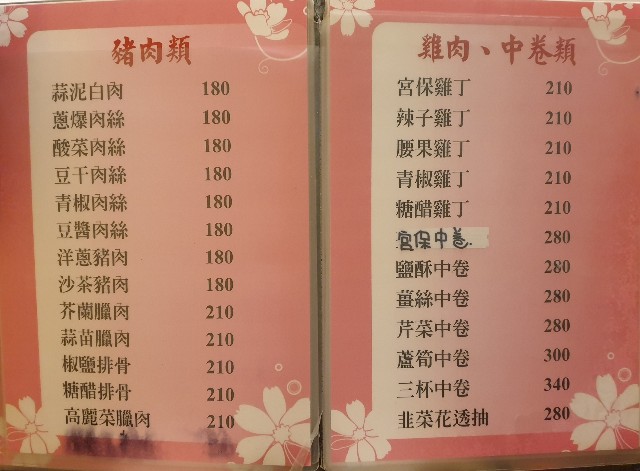 豬肉類
蒜泥白肉 180
蔥爆肉絲 180
酸菜肉絲 180
豆干肉絲 180
青椒肉絲 180
豆醬肉絲 180
洋蔥豬肉 180
沙茶豬肉 180
芥蘭臘肉 210
蒜苗臘肉 210
椒鹽排骨 210
糖醋排骨 210
高麗菜臘肉 210
雞肉、中卷類
宮保雞丁 210
辣子雞丁 210
腰果雞丁 210
青椒雞丁 210
糖醋雞丁 210
宮保中卷 280
鹽酥中卷 280
薑絲中卷 280
芹菜中卷 280
蘆筍中卷 300
三杯中卷 340
韭菜花透抽 280